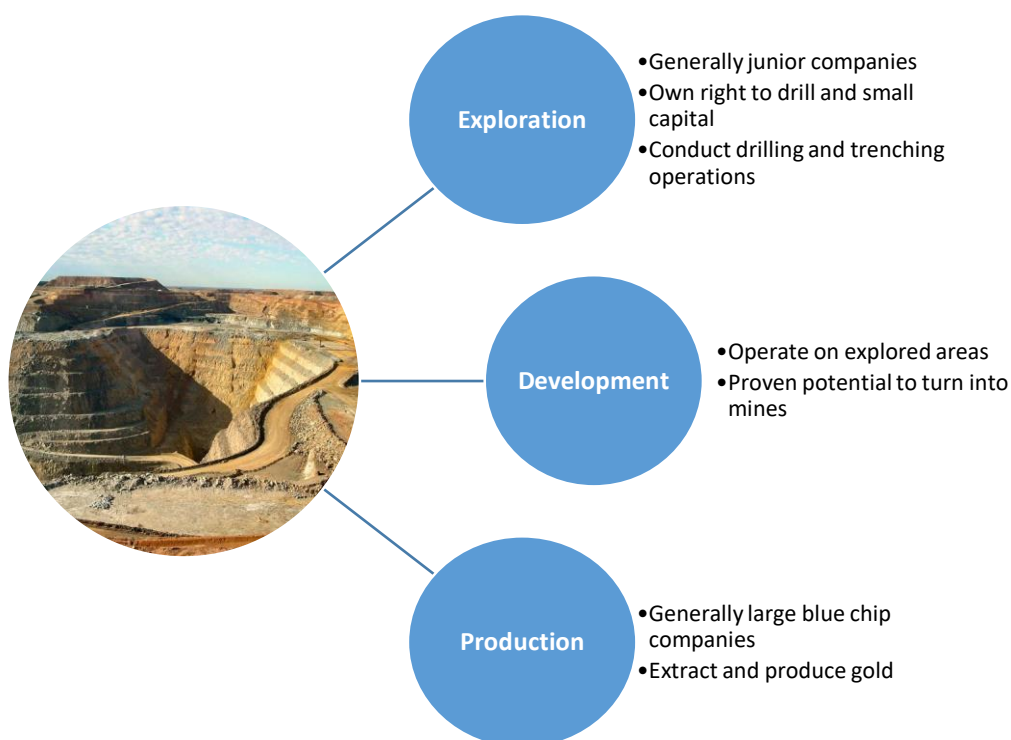 Exploration
•Generally junior companies
•Own right to drill and small
capital
•Conduct drilling and trenching
operations
Development
•Operate on explored areas
•Proven potential to turn into
mines
Production
•Generally large blue chip
companies
•Extract and produce gold